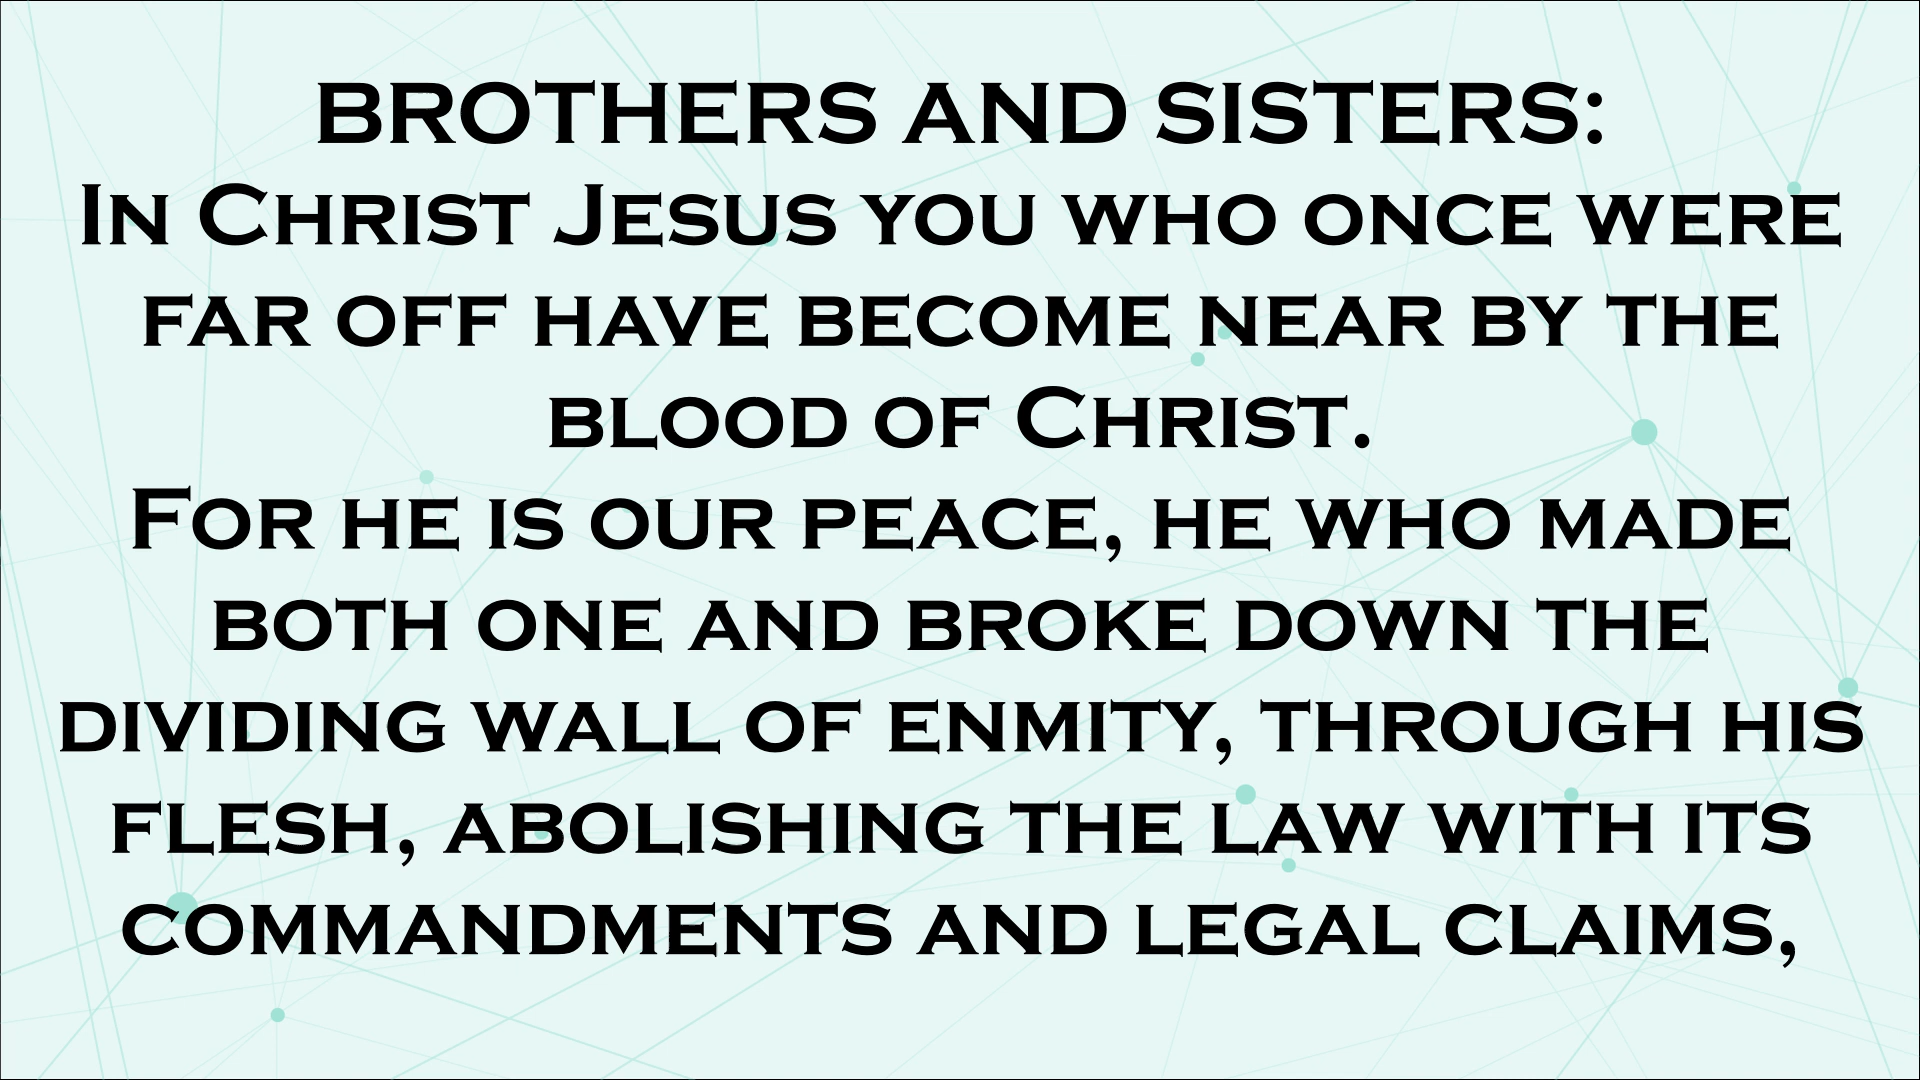 BROTHERS AND SISTERS:
In Christ Jesus you who once were
far off have become near by the
blood of Christ.
For he is our peace, he who made
both one and broke down the
dividing wall of enmity, through his
flesh, abolishing the law with its
commandments and legal claims,